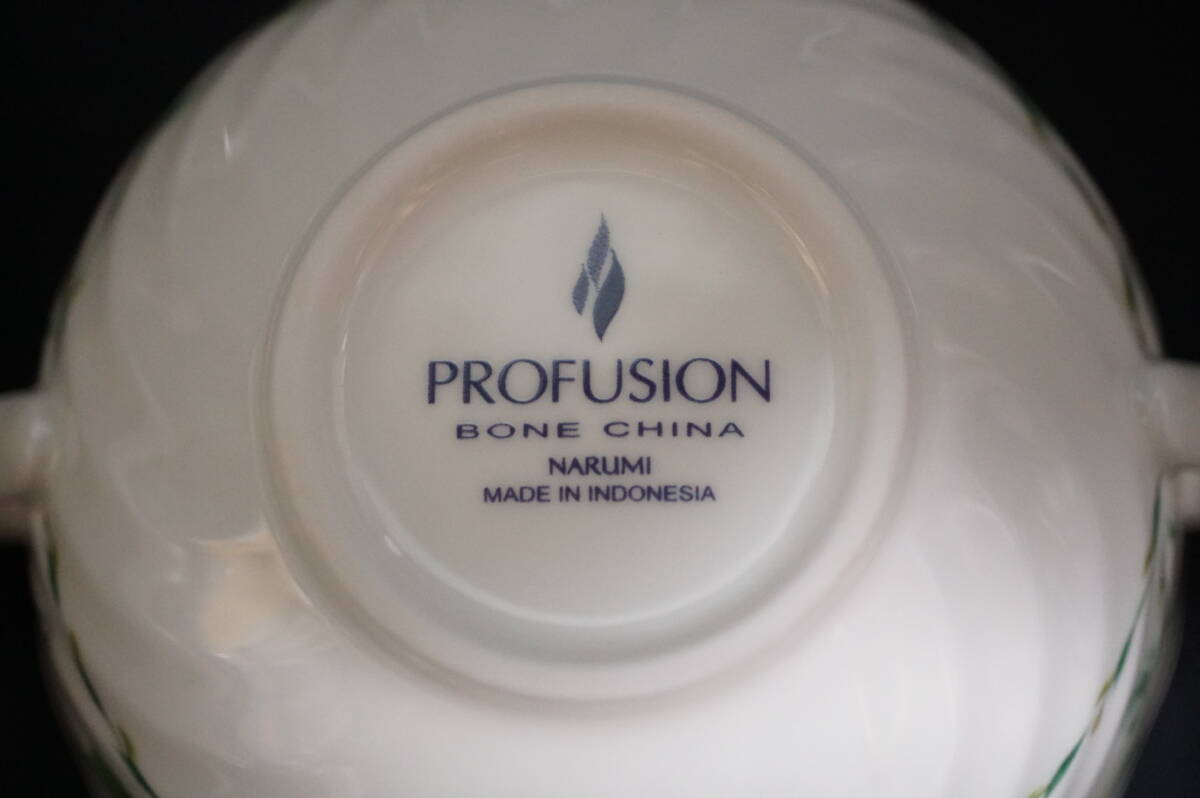 PROFUSION
BONE CHINA
NARUMI
MADE IN INDONESIA